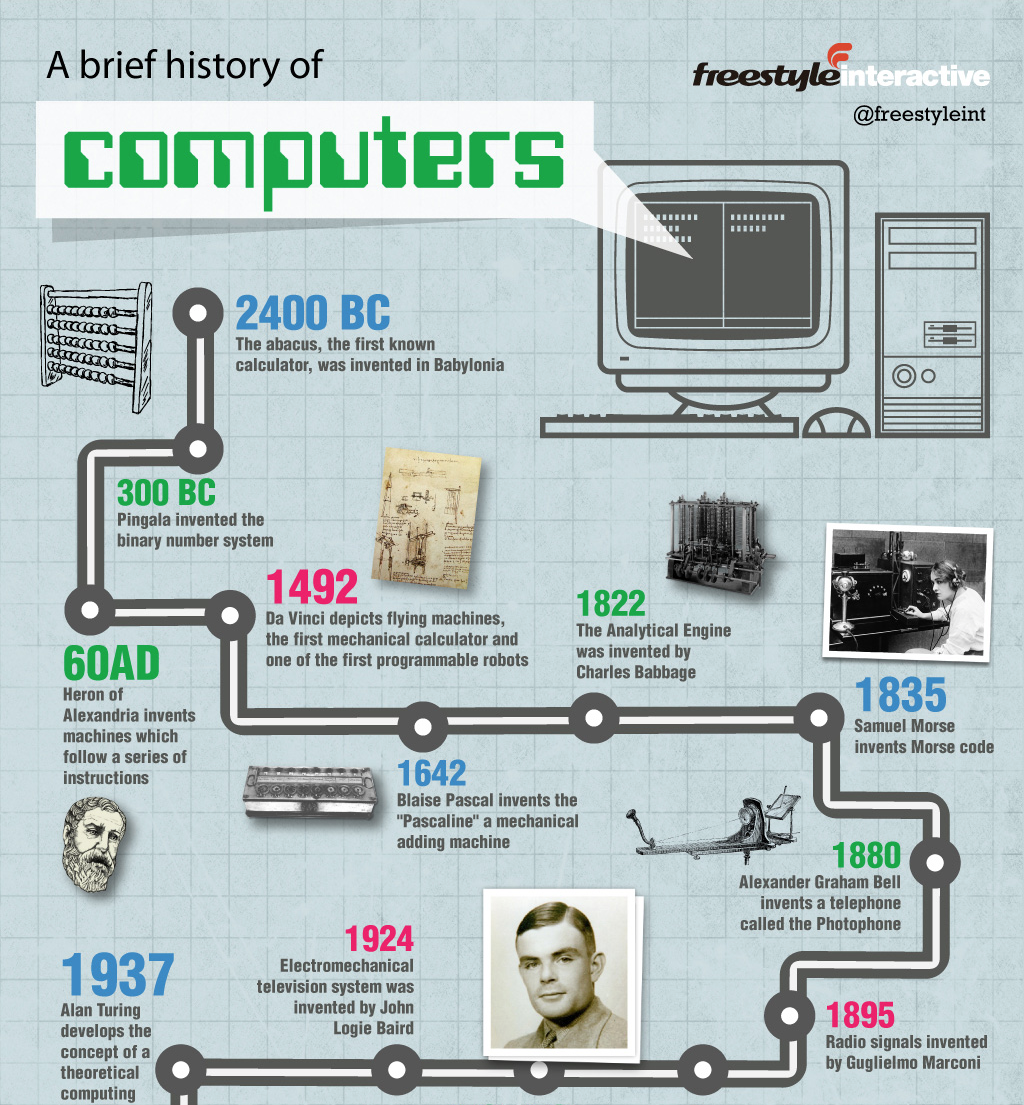 A brief history of
computers
freestyleinteractive
@freestyleint
2400 BC
The abacus, the first known
calculator, was invented in Babylonia
300 BC
Pingala invented the
binary number system
60AD
Heron of
Alexandria invents
machines which
follow a series of
instructions
1492
Da Vinci depicts flying machines,
the first mechanical calculator and
one of the first programmable robots
1642
Blaise Pascal invents the
"Pascaline" a mechanical
adding machine
1822
The Analytical Engine
was invented by
Charles Babbage
1835
Samuel Morse
invents Morse code
1880
Alexander Graham Bell
invents a telephone
called the Photophone
1895
Radio signals invented
by Guglielmo Marconi
1924
Electromechanical
television system was
invented by John
Logie Baird
1937
Alan Turing
develops the
concept of a
theoretical
computing